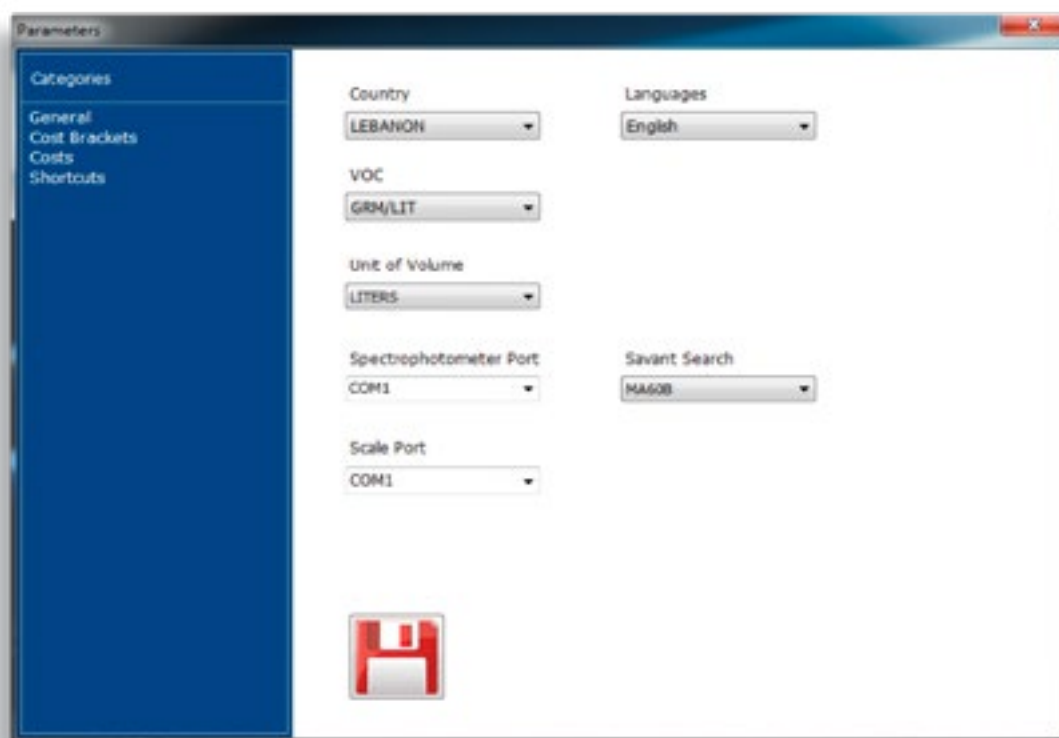 Parameters
Categories
General
Cost Brackets
Costs
Shortcuts
Country
Languages
LEBANON
English
VOC
GRM/LIT
Unit of Volume
LITERS
Spectrophotometer Port
Savant Search
COM1
MA60B
Scale Port
COM1